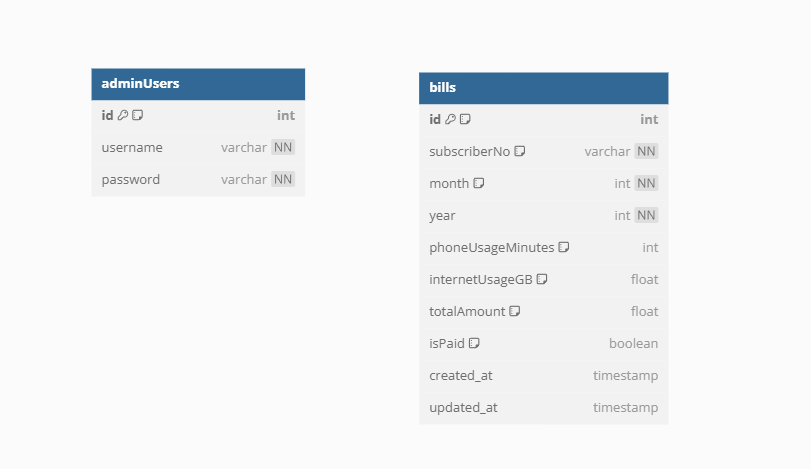 adminUsers
id int
username varchar NN
password varchar NN
bills
id int
subscriberNo varchar NN
month int NN
year int NN
phoneUsageMinutes int
internetUsageGB float
totalAmount float
isPaid boolean
created_at timestamp
updated_at timestamp